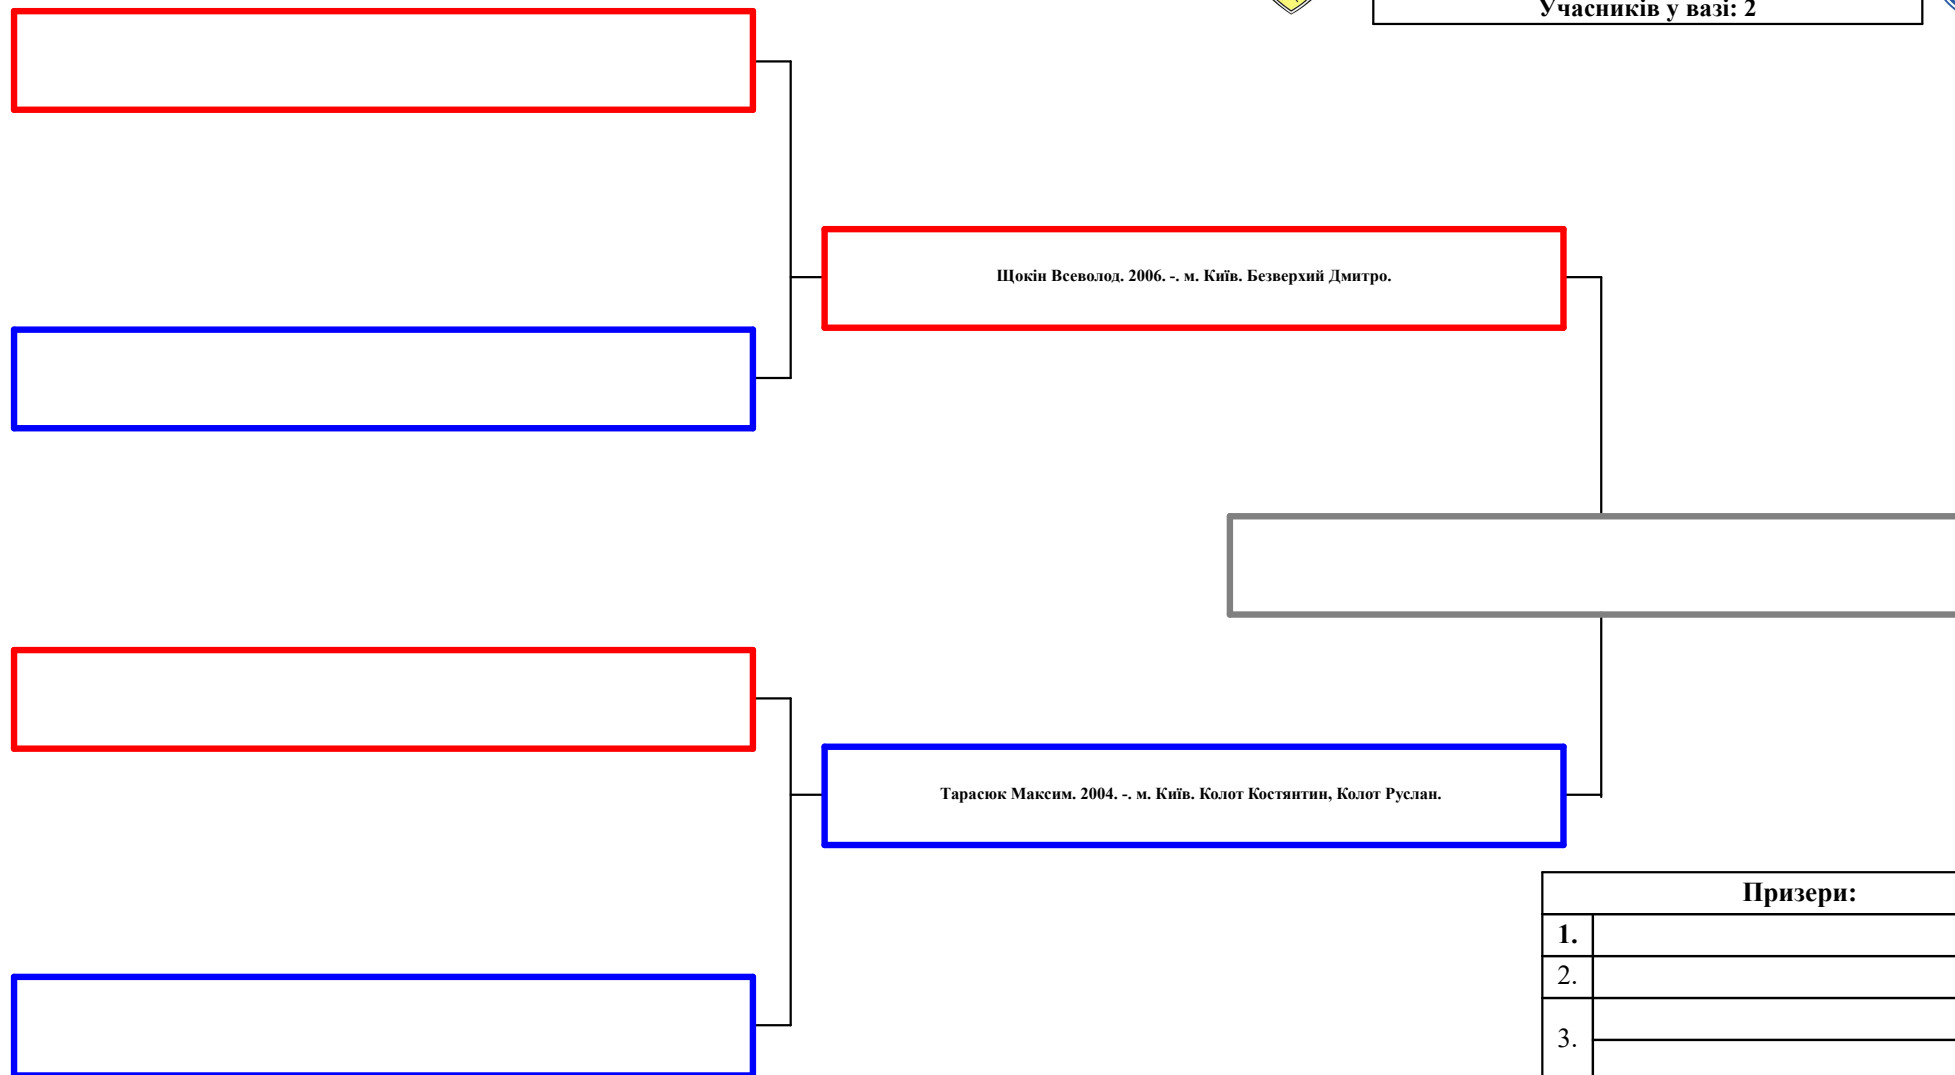 Учасників у вазі: 2
Щокін Всеволод. 2006. -. м. Київ. Безверхий Дмитро.
Тарасюк Максим. 2004. -. м. Київ. Колот Костянтин, Колот Руслан.
Призери:
1.
2.
3.